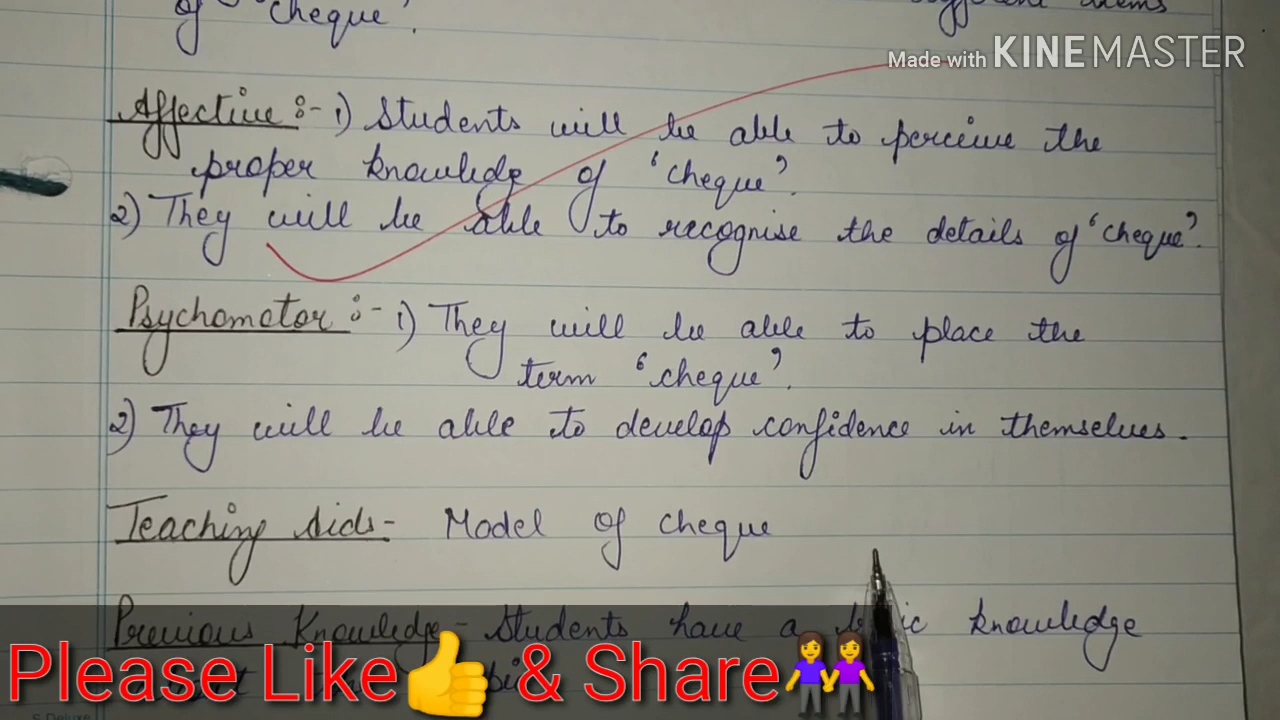 of 'cheque'.
Made with KINEMASTER
Affective :- 1) Students will be able to perceive the
proper knowledge of 'cheque'.
2) They will be able to recognise the details of 'cheque'.
Psychomotor :- 1) They will be able to place the
term 'cheque'.
2) They will be able to develop confidence in themselves.
Teaching Aids- Model of cheque
Previous Knowledge- Students have a knowledge
Please Like👍 & Share👭